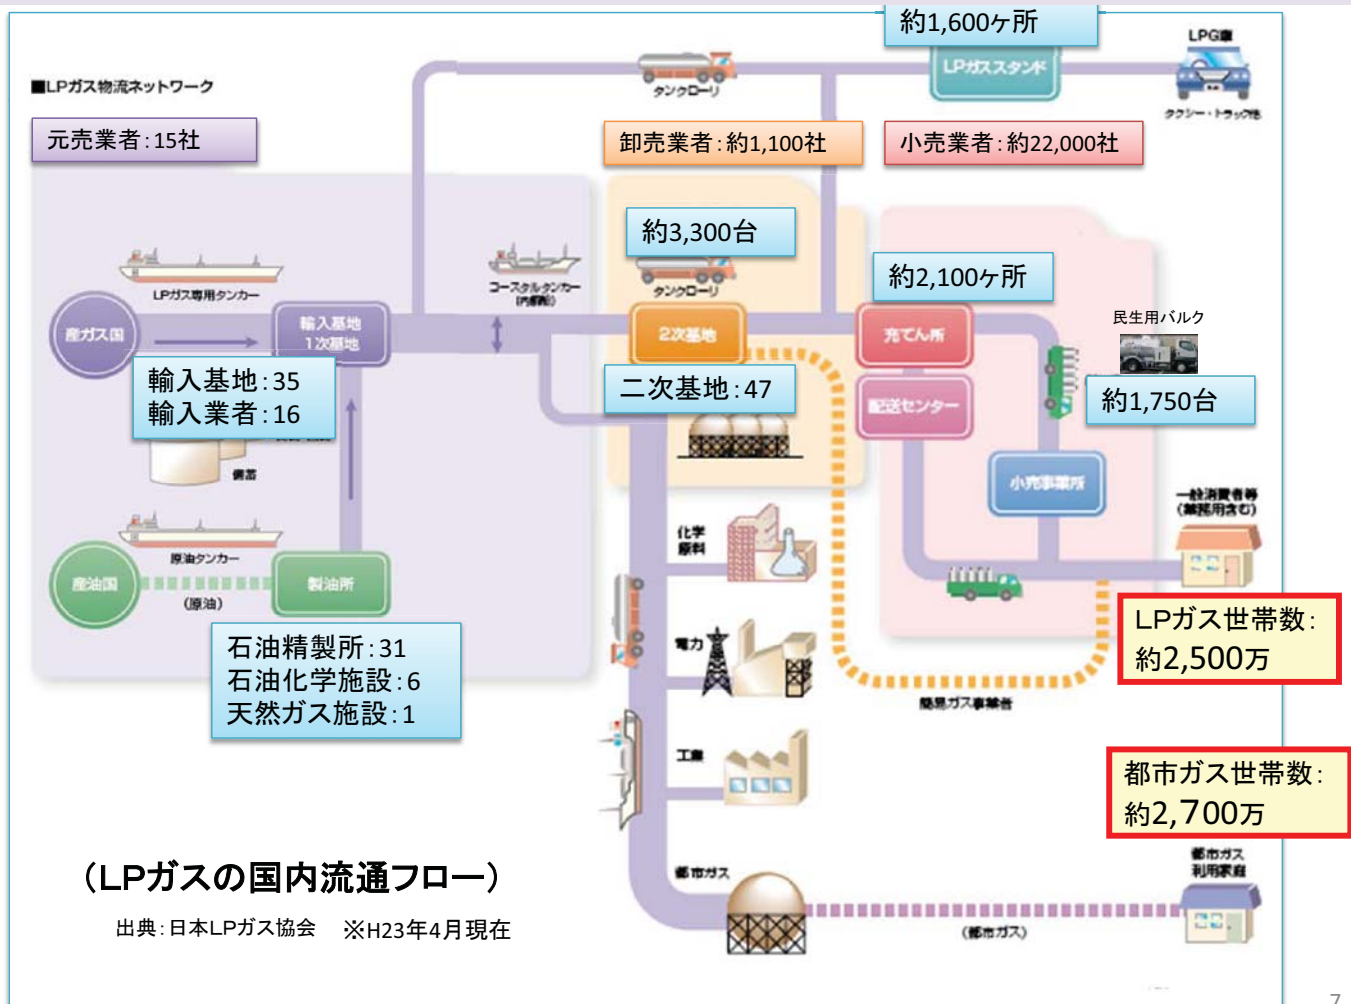 約1,600ヶ所
LPG車
■LPガス物流ネットワーク
タンクローリ
LPガススタンド
タクシー・トラック他
元売業者：15社
卸売業者：約1,100社
小売業者：約22,000社
約3,300台
コースタルタンカー
(内航船)
LPガス専用タンカー
タンクローリ
約2,100ヶ所
産ガス国
輸入基地
1次基地
2次基地
充てん所
民生用バルク
輸入基地：35
輸入業者：16
二次基地：47
配送センター
約1,750台
備蓄
小売事業所
一般消費者等
(業務用含む)
原油タンカー
化学
原料
産油国
(原油)
製油所
LPガス世帯数：
約2,500万
石油精製所：31
石油化学施設：6
天然ガス施設：1
電力
簡易ガス事業者
工業
都市ガス世帯数：
約2,700万
（LPガスの国内流通フロー）
都市ガス
都市ガス
利用家庭
出典：日本LPガス協会　※H23年4月現在
(都市ガス)
7